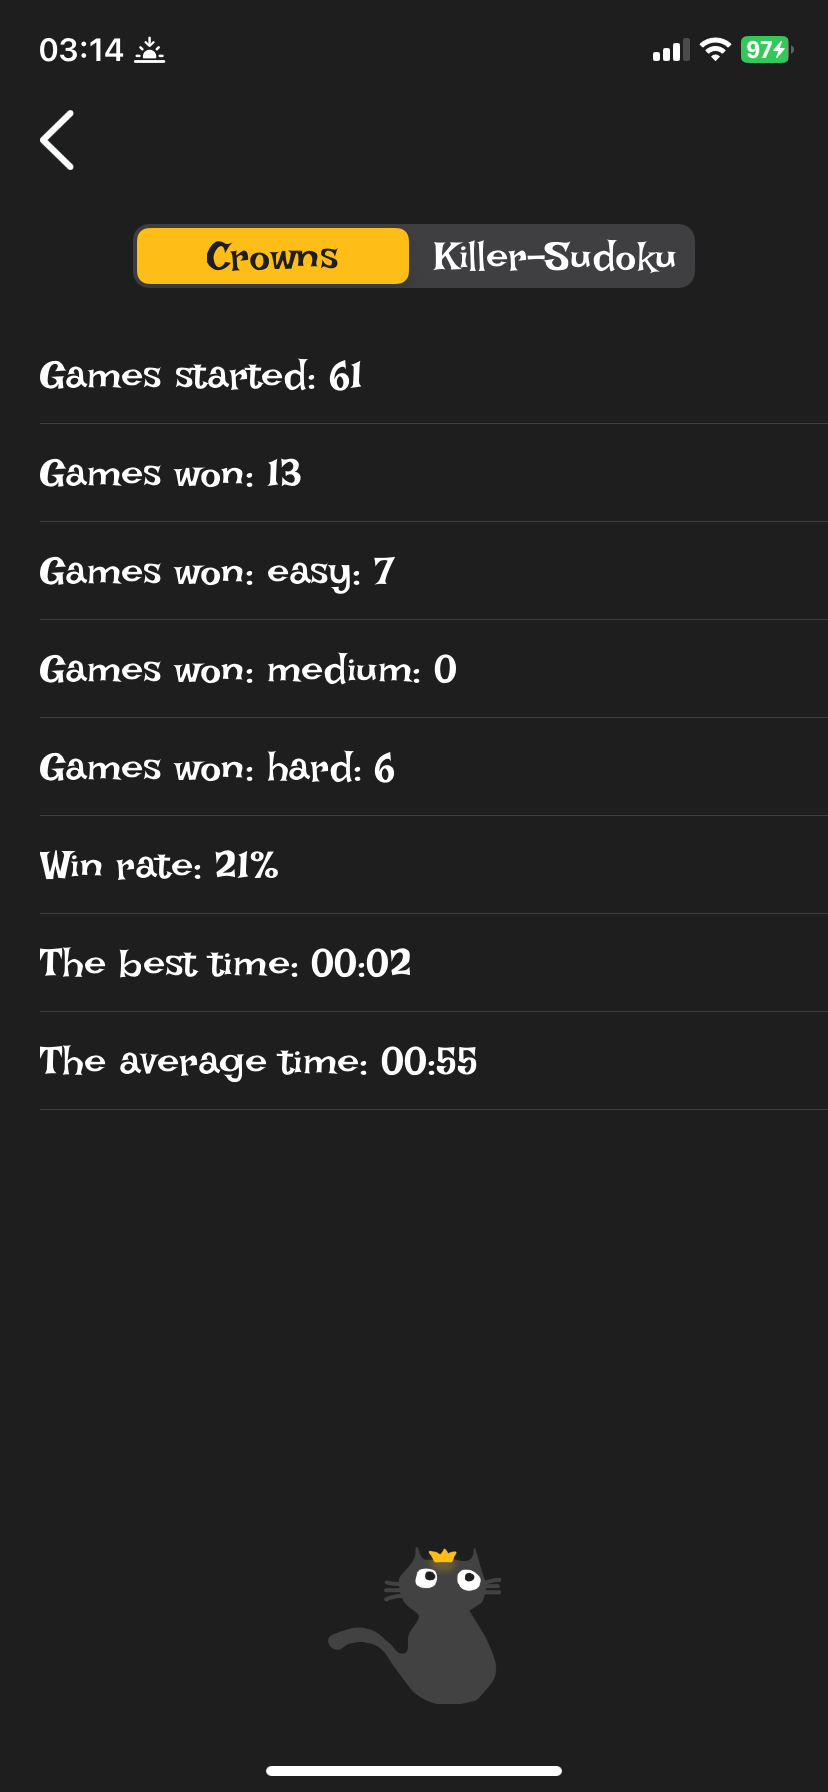 03:14
97
Crowns
Killer-Sudoku
Games started: 61
Games won: 13
Games won: easy: 7
Games won: medium: 0
Games won: hard: 6
Win rate: 21%
The best time: 00:02
The average time: 00:55